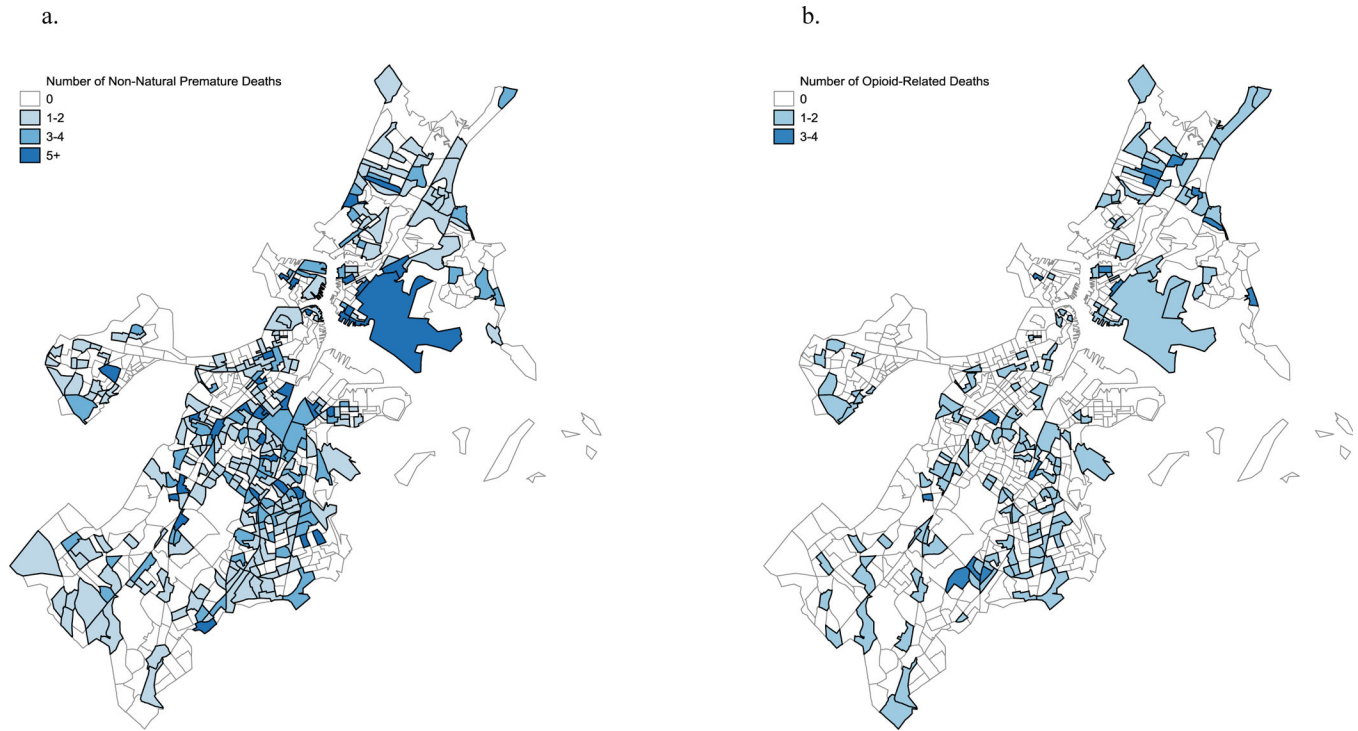 a.
Number of Non-Natural Premature Deaths
0
1-2
3-4
5+
b.
Number of Opioid-Related Deaths
0
1-2
3-4